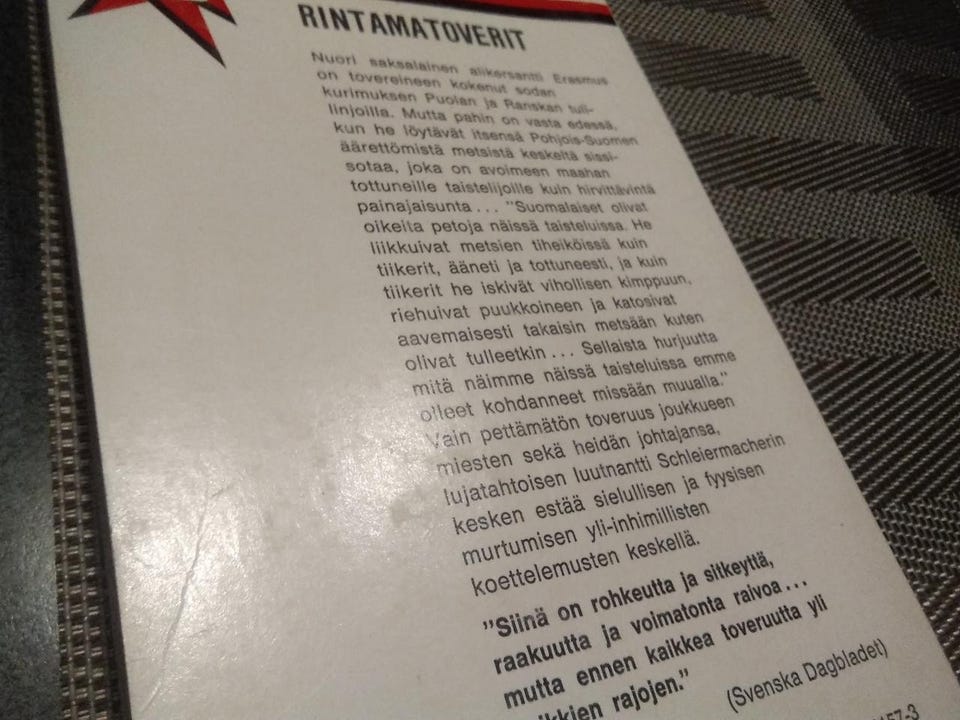 RINTAMATOVERIT
Nuori saksalainen alikersantti Erasmus
on tovereineen kokenut sodan
kurimuksen Puolan ja Ranskan tuli-
linjoilla. Mutta pahin on vasta edessä,
kun he löytävät itsensä Pohjois-Suomen
äärettömistä metsistä keskeltä sissi-
sotaa, joka on avoimeen maahan
tottuneille taistelijoille kuin hirvittävintä
painajaisunta... "Suomalaiset olivat
oikeita petoja näissä taisteluissa. He
liikkuivat metsien tiheiköissä kuin
tiikerit, ääneti ja tottuneesti, ja kuin
tiikerit he iskivät vihollisen kimppuun,
riehuivat puukkoineen ja katosivat
aavemaisesti takaisin metsään kuten
olivat tulleetkin... Sellaista hurjuutta
mitä näimme näissä taisteluissa emme
olleet kohdanneet missään muualla."
Vain pettämätön toveruus joukkueen
miesten sekä heidän johtajansa,
lujatahtoisen luutnantti Schleiermacherin
kesken estää sielullisen ja fyysisen
murtumisen yli-inhimillisten
koettelemusten keskellä.
"Siinä on rohkeutta ja sitkeyttä,
raakuutta ja voimatonta raivoa...
mutta ennen kaikkea toveruutta yli
rajojen."
(Svenska Dagbladet)